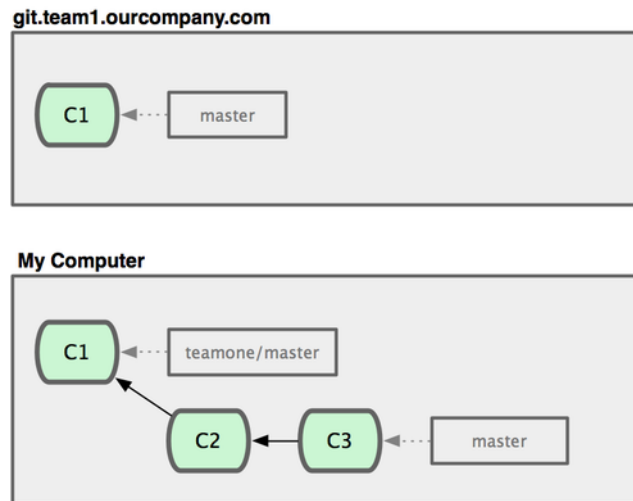 git.team1.ourcompany.com
C1 master
My Computer
C1 teamone/master
C2 C3 master